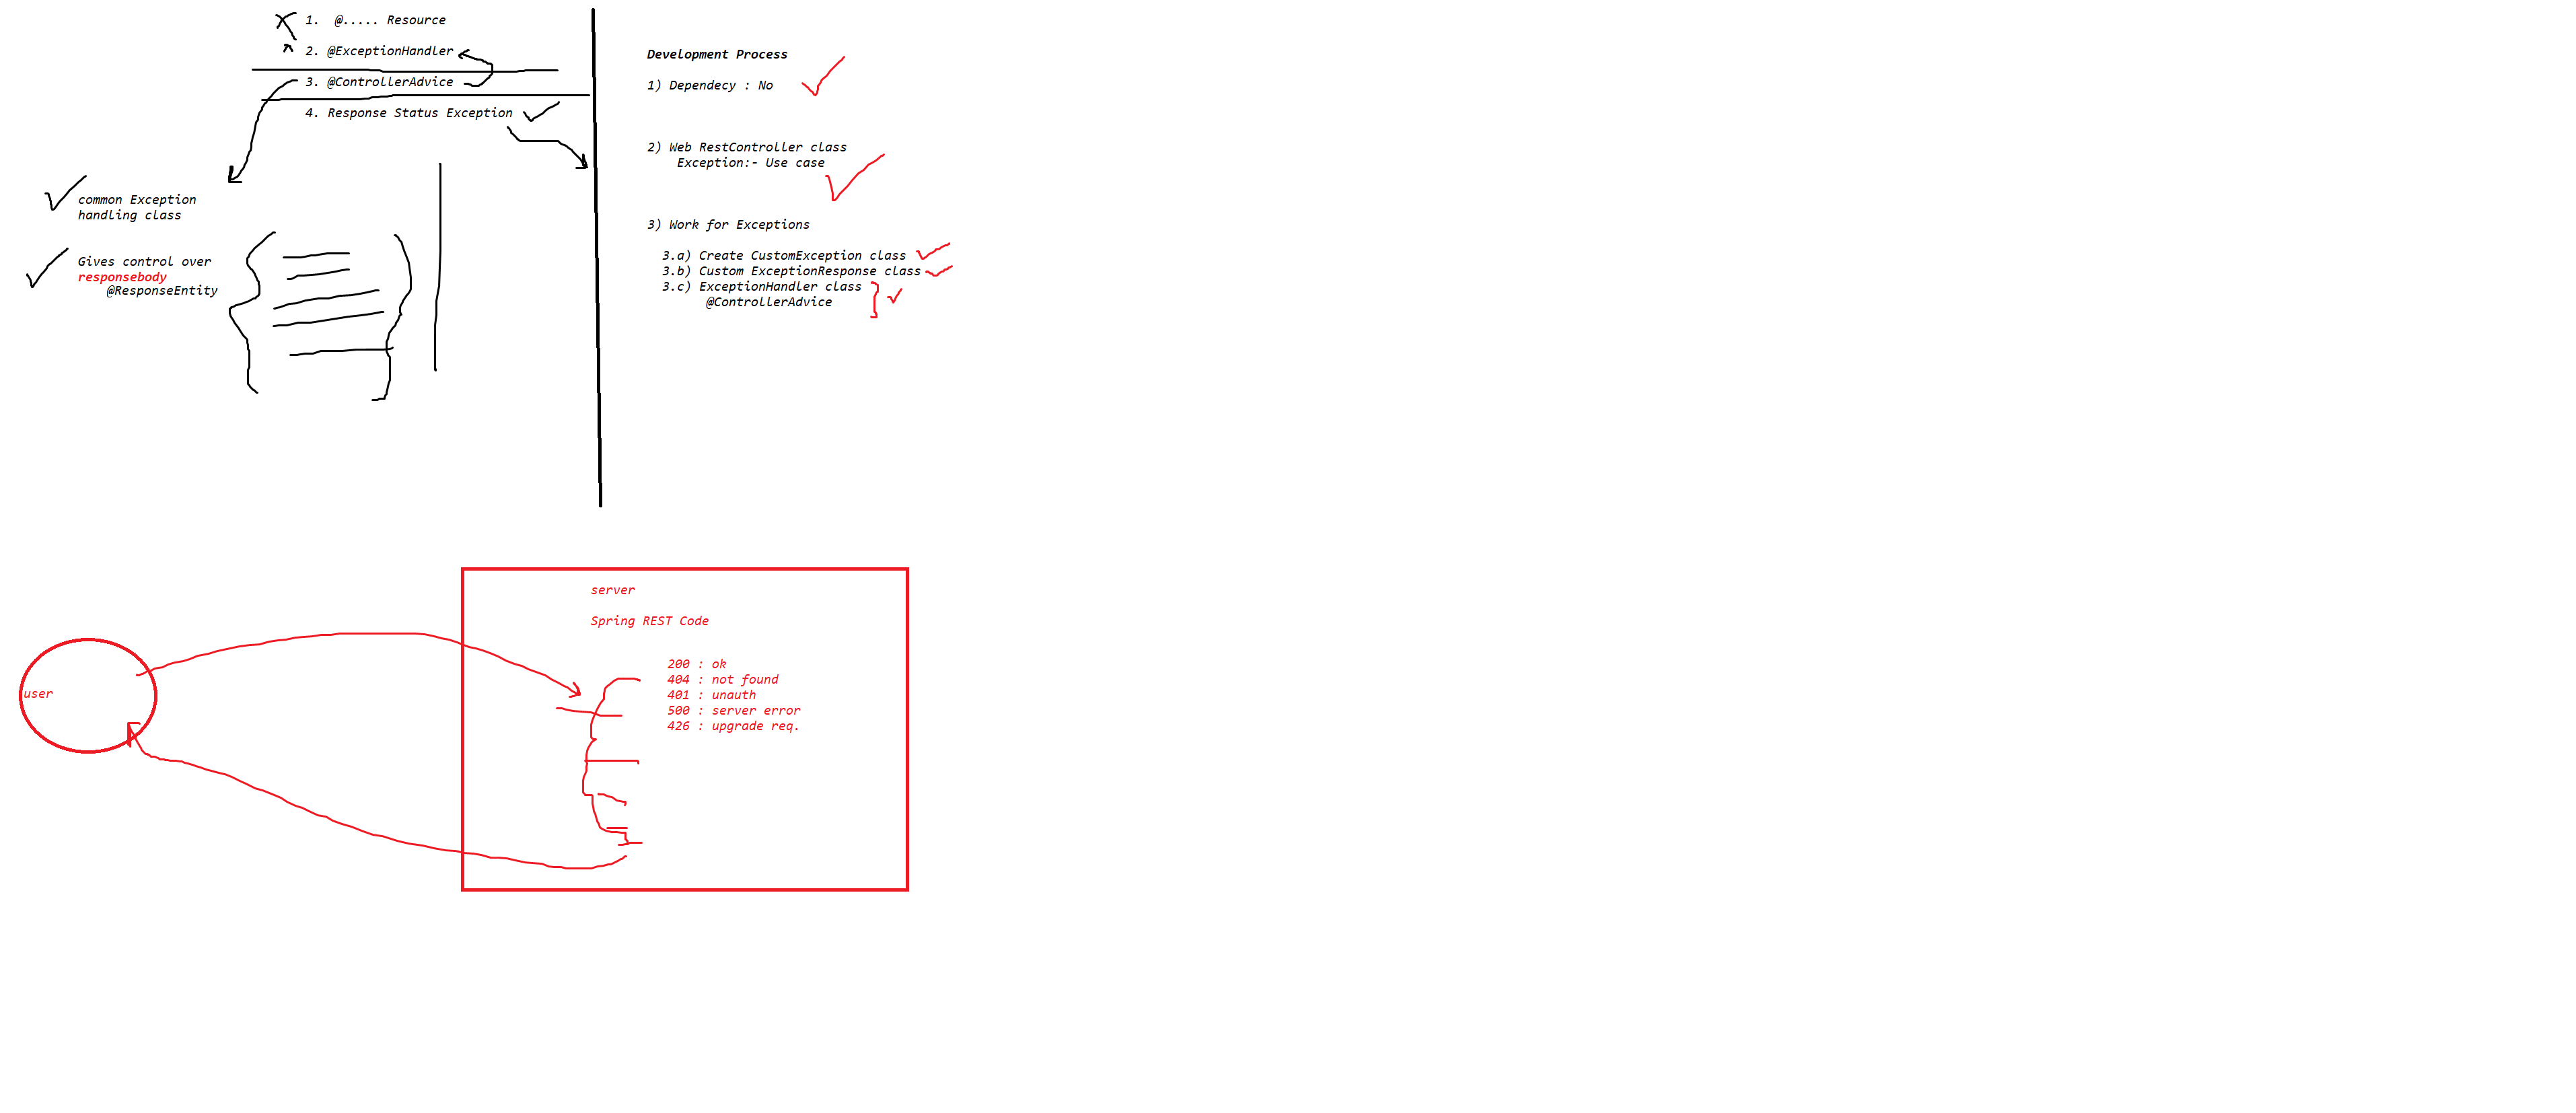 1.  @..... Resource
2. @ExceptionHandler
3. @ControllerAdvice
4. Response Status Exception
common Exception
handling class
Gives control over
responsebody
@ResponseEntity
Development Process
1) Dependecy : No
2) Web RestController class
Exception:- Use case
3) Work for Exceptions
3.a) Create CustomException class
3.b) Custom ExceptionResponse class
3.c) ExceptionHandler class
@ControllerAdvice
server
Spring REST Code
200 : ok
404 : not found
401 : unauth
500 : server error
426 : upgrade req.
user